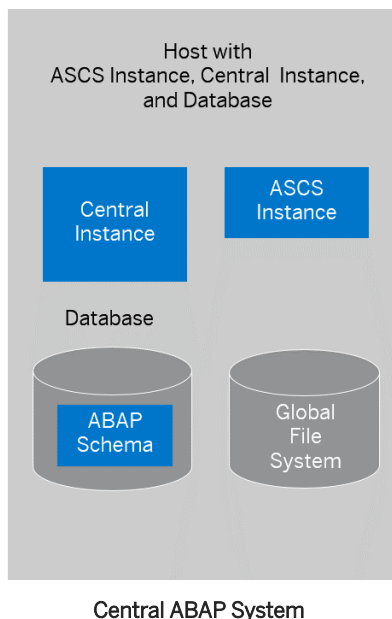 Host with
ASCS Instance, Central Instance,
and Database
Central
Instance
ASCS
Instance
Database
ABAP
Schema
Global
File
System
Central ABAP System